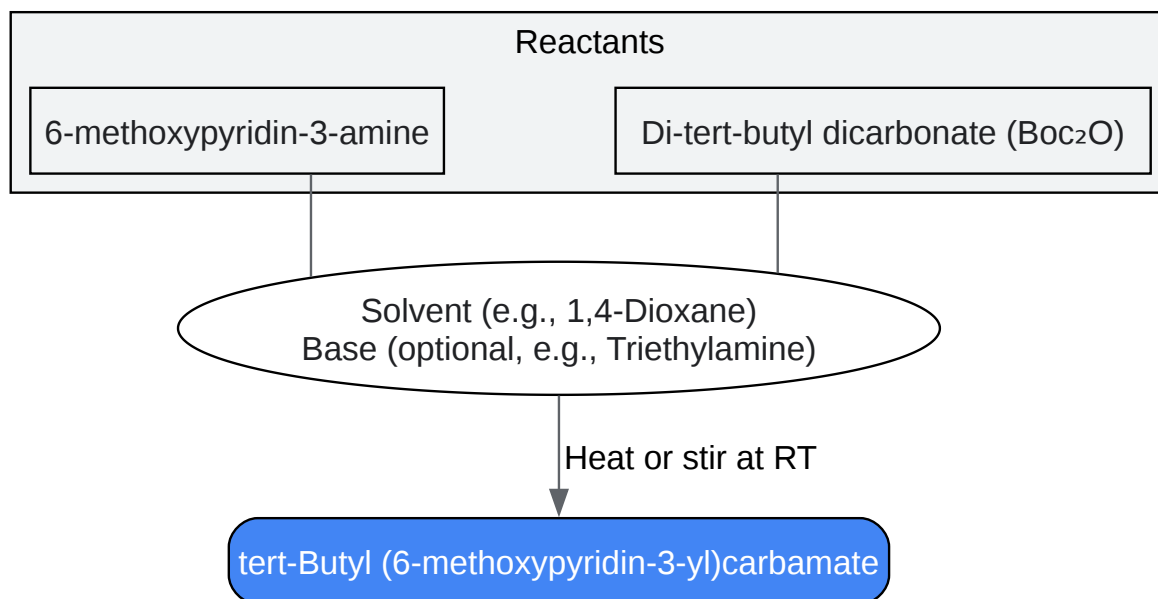 Reactants
6-methoxypyridin-3-amine
Di-tert-butyl dicarbonate (Boc₂O)
Solvent (e.g., 1,4-Dioxane)
Base (optional, e.g., Triethylamine)
Heat or stir at RT
tert-Butyl (6-methoxypyridin-3-yl)carbamate